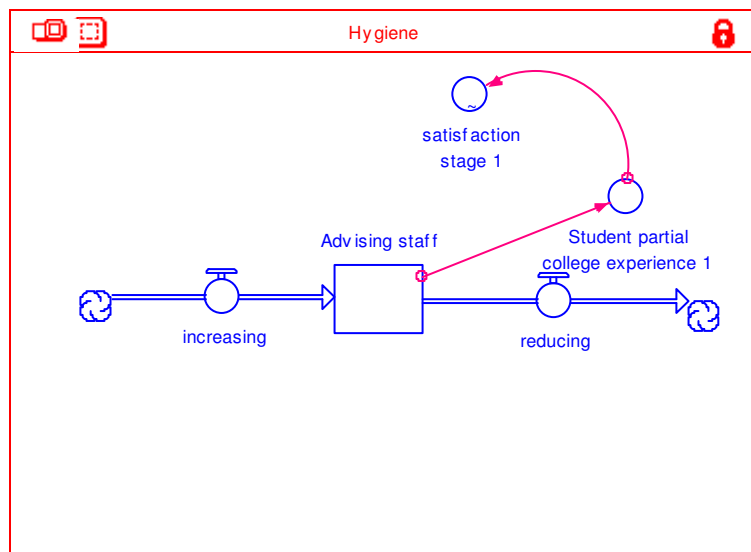 Hygiene
~
satisfaction
stage 1
Advising staff
Student partial
college experience 1
increasing
reducing